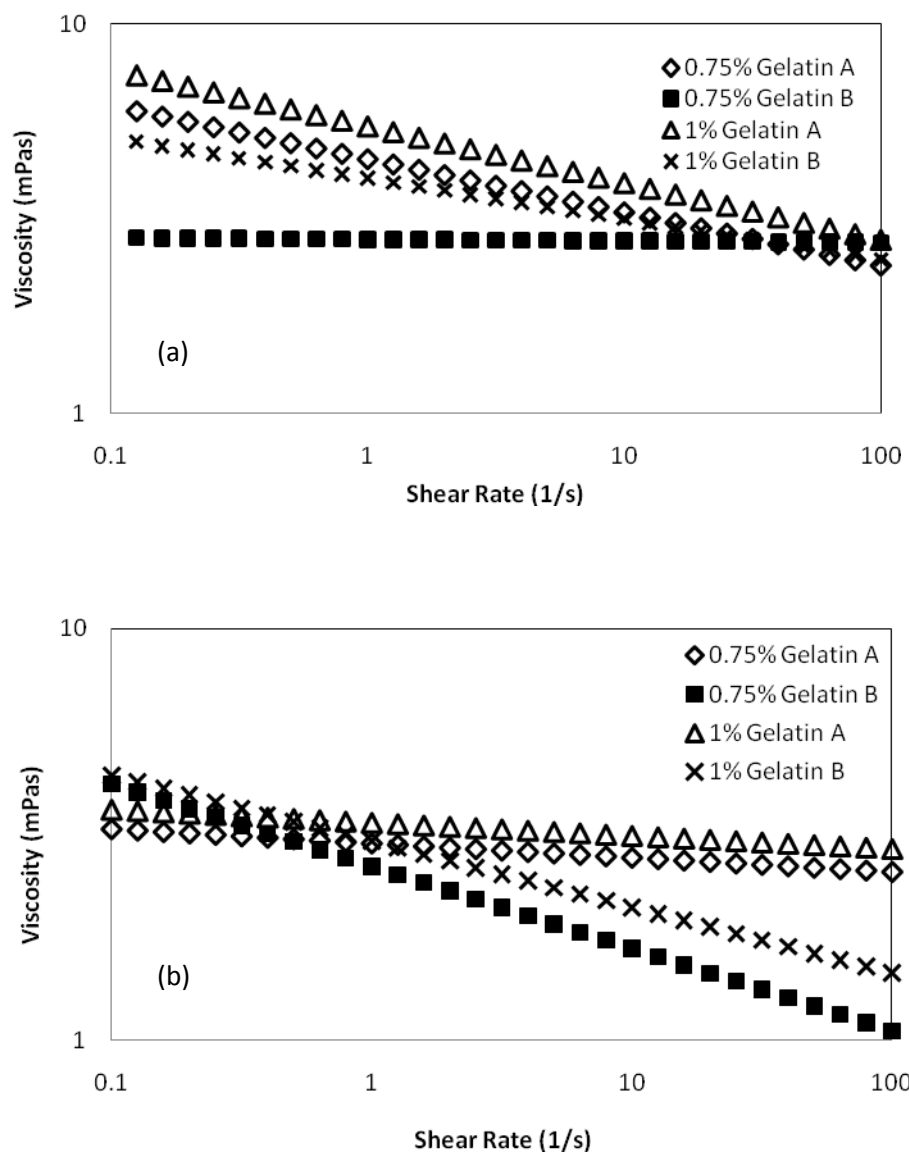 10
Viscosity (mPas)
0.75% Gelatin A
0.75% Gelatin B
1% Gelatin A
1% Gelatin B
(a)
1
0.1 1 10 100
Shear Rate (1/s)
10
Viscosity (mPas)
0.75% Gelatin A
0.75% Gelatin B
1% Gelatin A
1% Gelatin B
(b)
1
0.1 1 10 100
Shear Rate (1/s)